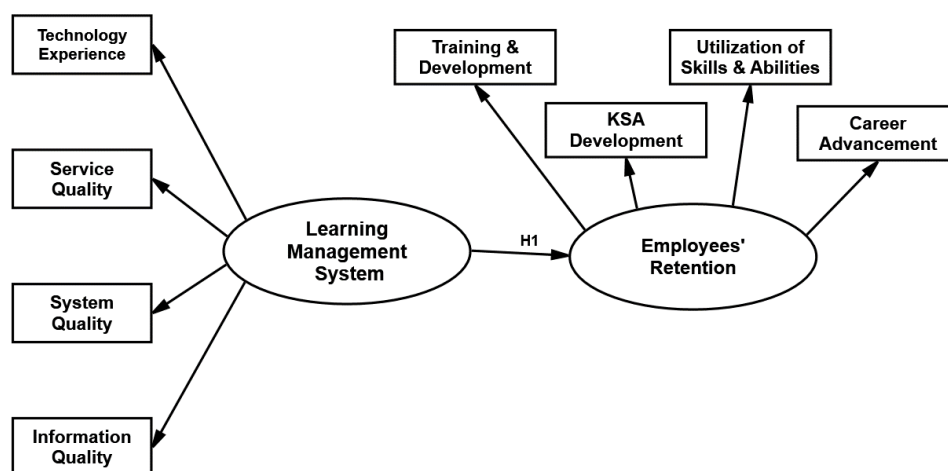 Technology
Experience
Service
Quality
System
Quality
Information
Quality
Learning
Management
System
H1
Training &
Development
KSA
Development
Utilization of
Skills & Abilities
Career
Advancement
Employees'
Retention